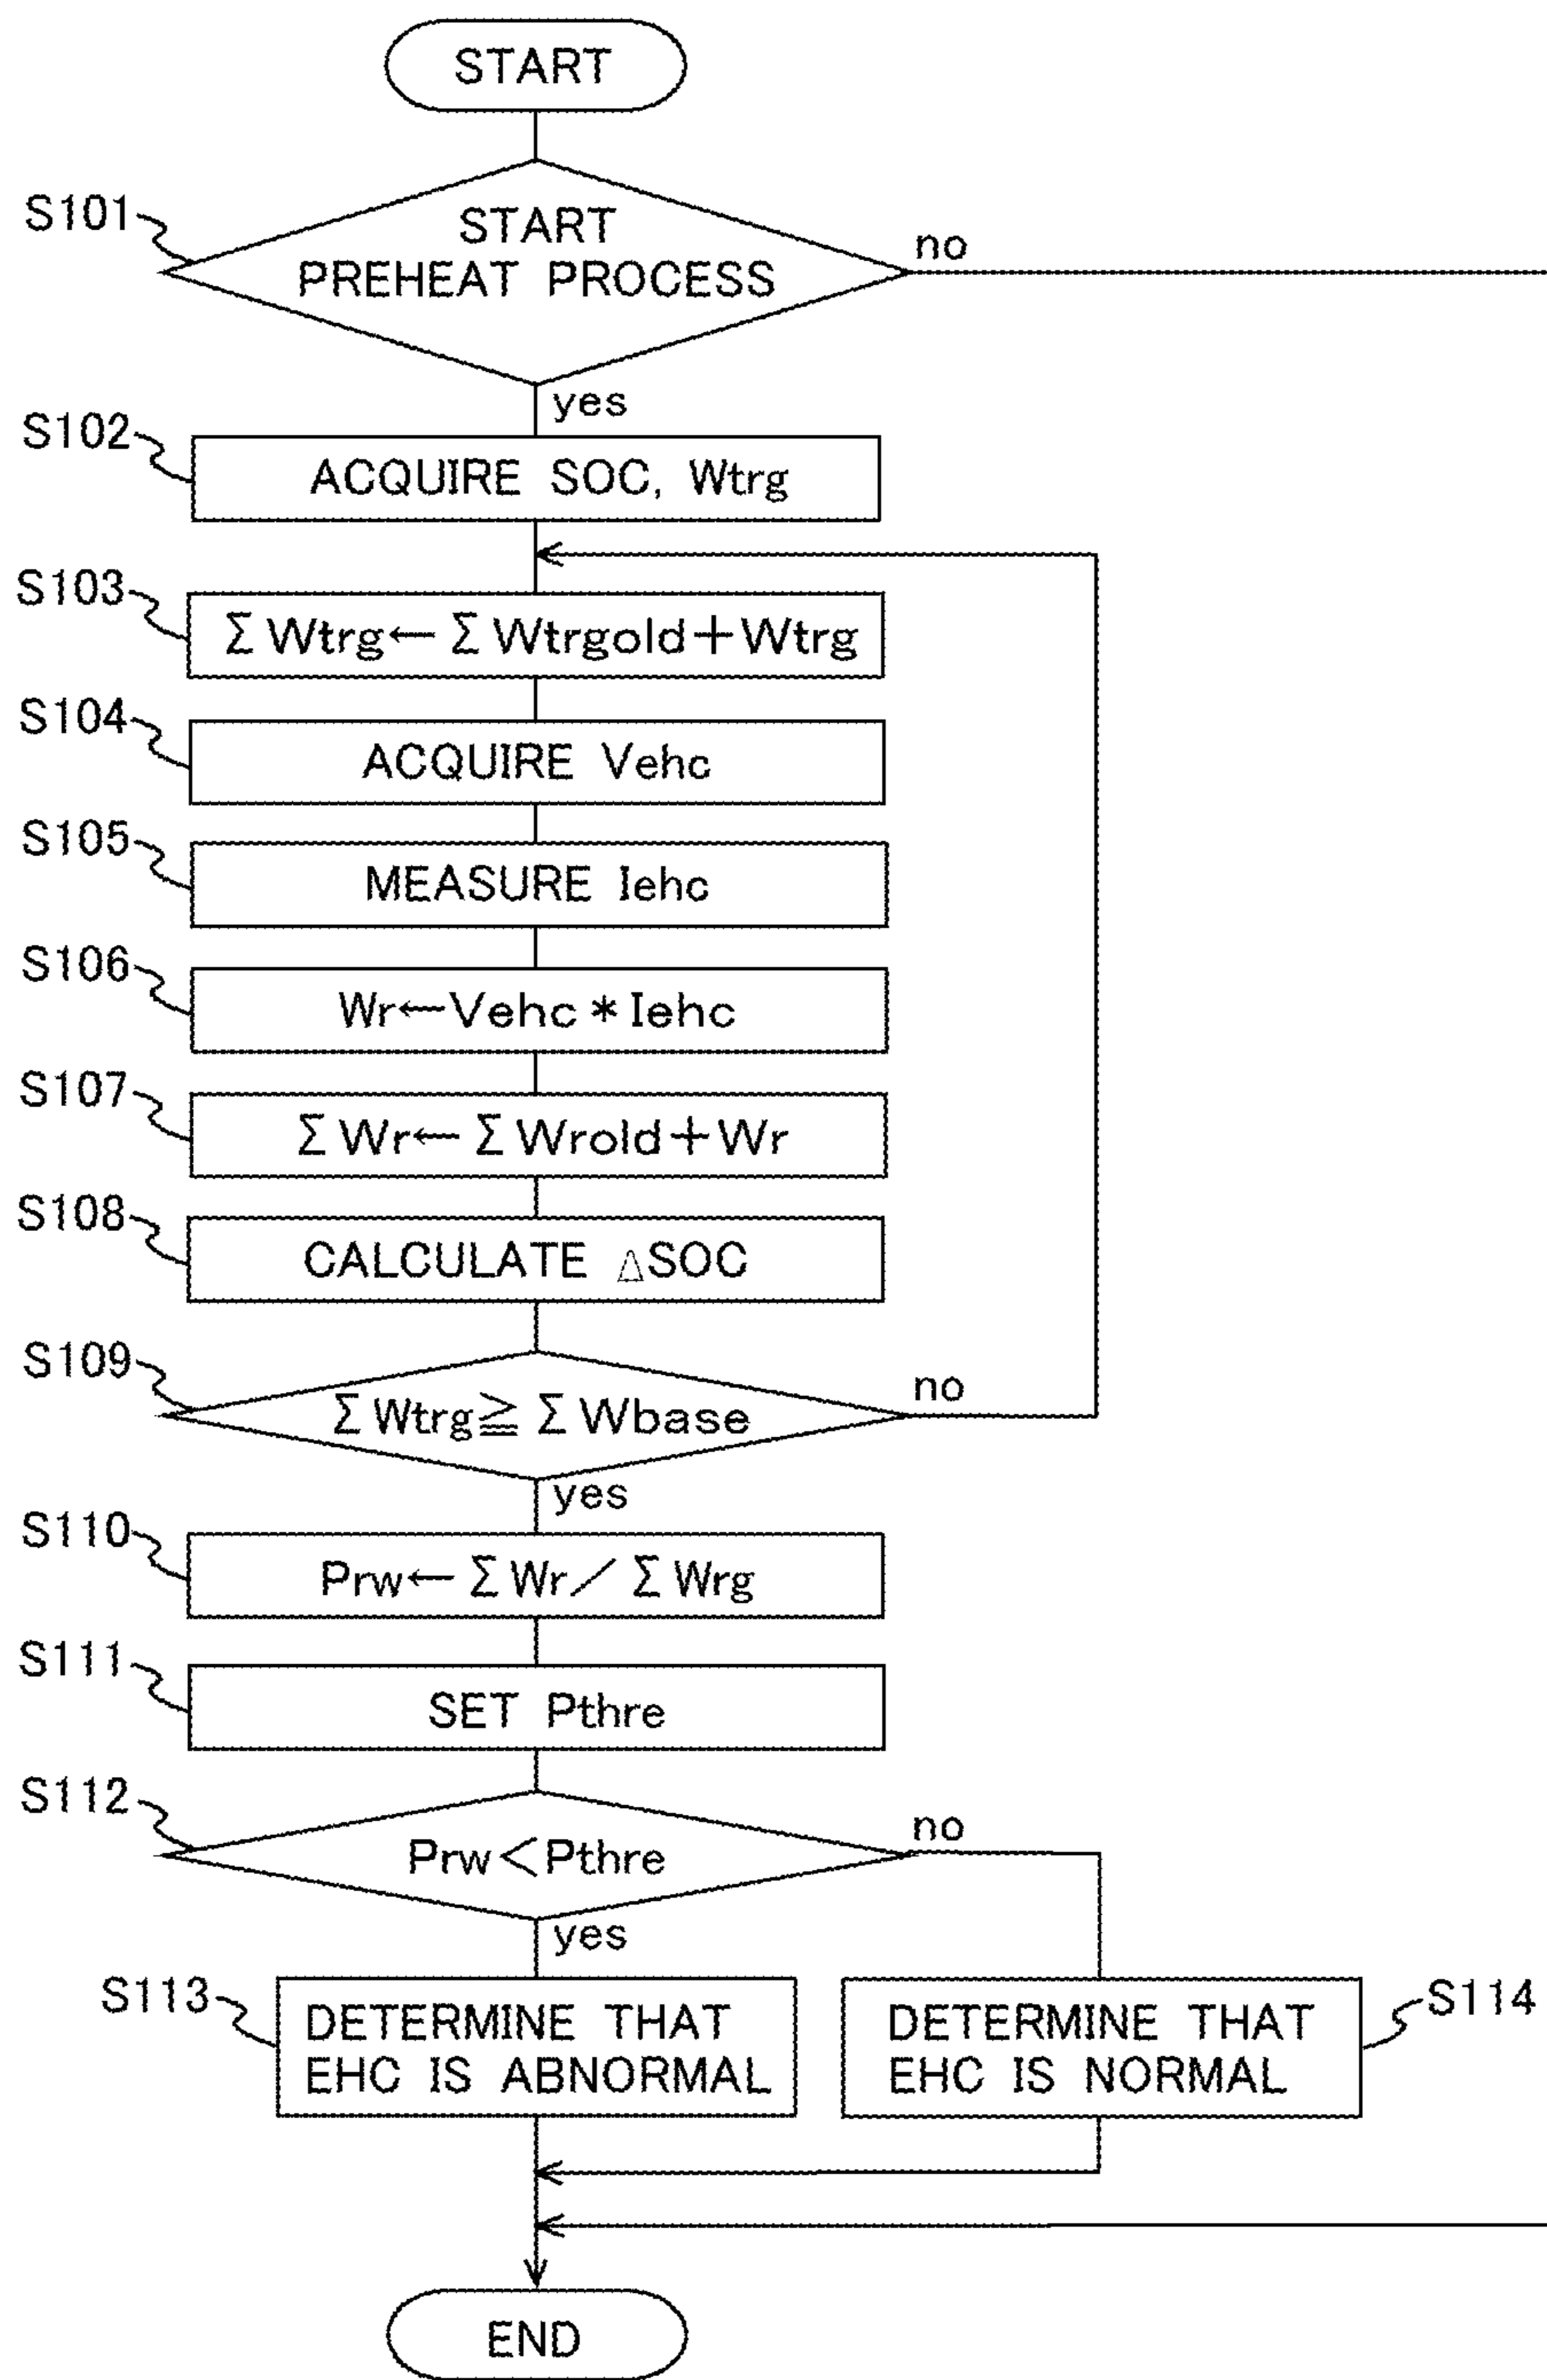 START
S101
START
PREHEAT PROCESS
no
yes
S102
ACQUIRE SOC, Wtrg
S103
ΣWtrg←ΣWtrgold+Wtrg
S104
ACQUIRE Vehc
S105
MEASURE Iehc
S106
Wr←Vehc*Iehc
S107
ΣWr←ΣWrold+Wr
S108
CALCULATE △SOC
S109
ΣWtrg≧ΣWbase
no
yes
S110
Prw←ΣWr/ΣWrg
S111
SET Pthre
S112
Prw<Pthre
no
yes
S113
DETERMINE THAT
EHC IS ABNORMAL
DETERMINE THAT
EHC IS NORMAL
S114
END